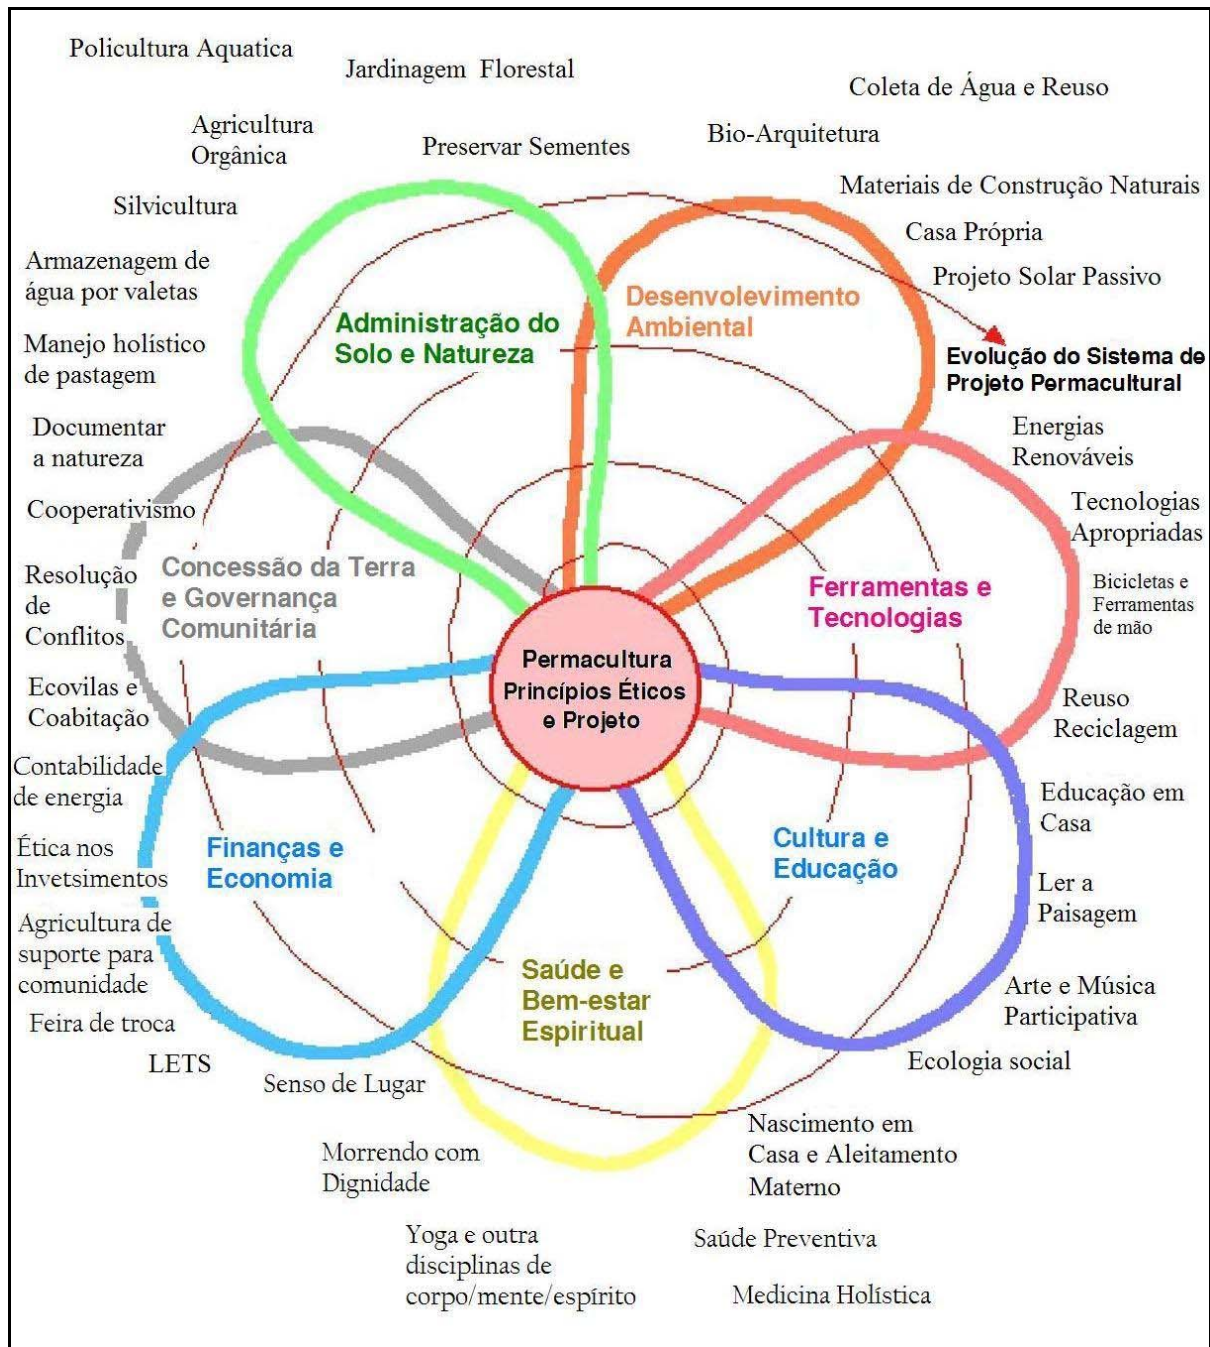 Policultura Aquatica
Jardinagem Florestal
Coleta de Água e Reuso
Agricultura
Orgânica
Preservar Sementes
Bio-Arquitetura
Silvicultura
Materiais de Construção Naturais
Casa Própria
Projeto Solar Passivo
Armazenagem de
água por valetas
Manejo holístico
de pastagem
Administração do
Solo e Natureza
Desenvolevimento
Ambiental
Evolução do Sistema de
Projeto Permacultural
Documentar
a natureza
Cooperativismo
Resolução
de
Conflitos
Ecovilas e
Coabitação
Concessão da Terra
e Governança
Comunitária
Ferramentas e
Tecnologias
Energias
Renováveis
Tecnologias
Apropriadas
Bicicletas e
Ferramentas
de mão
Reuso
Reciclagem
Permacultura
Princípios Éticos
e Projeto
Contabilidade
de energia
Ética nos
Invetsimentos
Agricultura de
suporte para
comunidade
Feira de troca
LETS
Finanças e
Economia
Cultura e
Educação
Educação em
Casa
Ler a
Paisagem
Arte e Música
Participativa
Ecologia social
Saúde e
Bem-estar
Espiritual
Senso de Lugar
Morrendo com
Dignidade
Yoga e outra
disciplinas de
corpo/mente/espírito
Nascimento em
Casa e Aleitamento
Materno
Saúde Preventiva
Medicina Holística